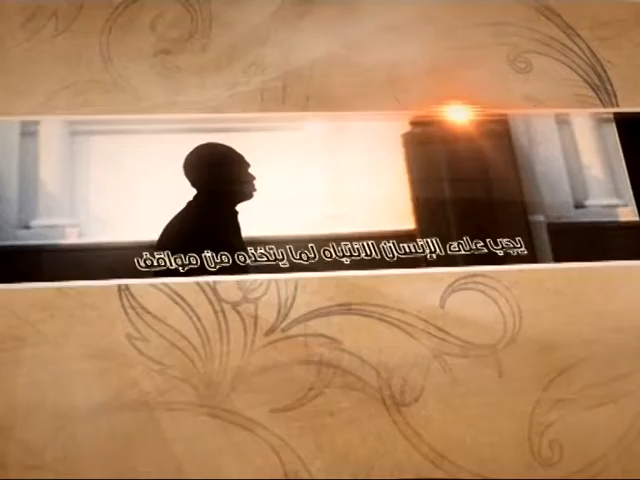 يجب على الإنسان الانتباه لما يتخذه من مواقف